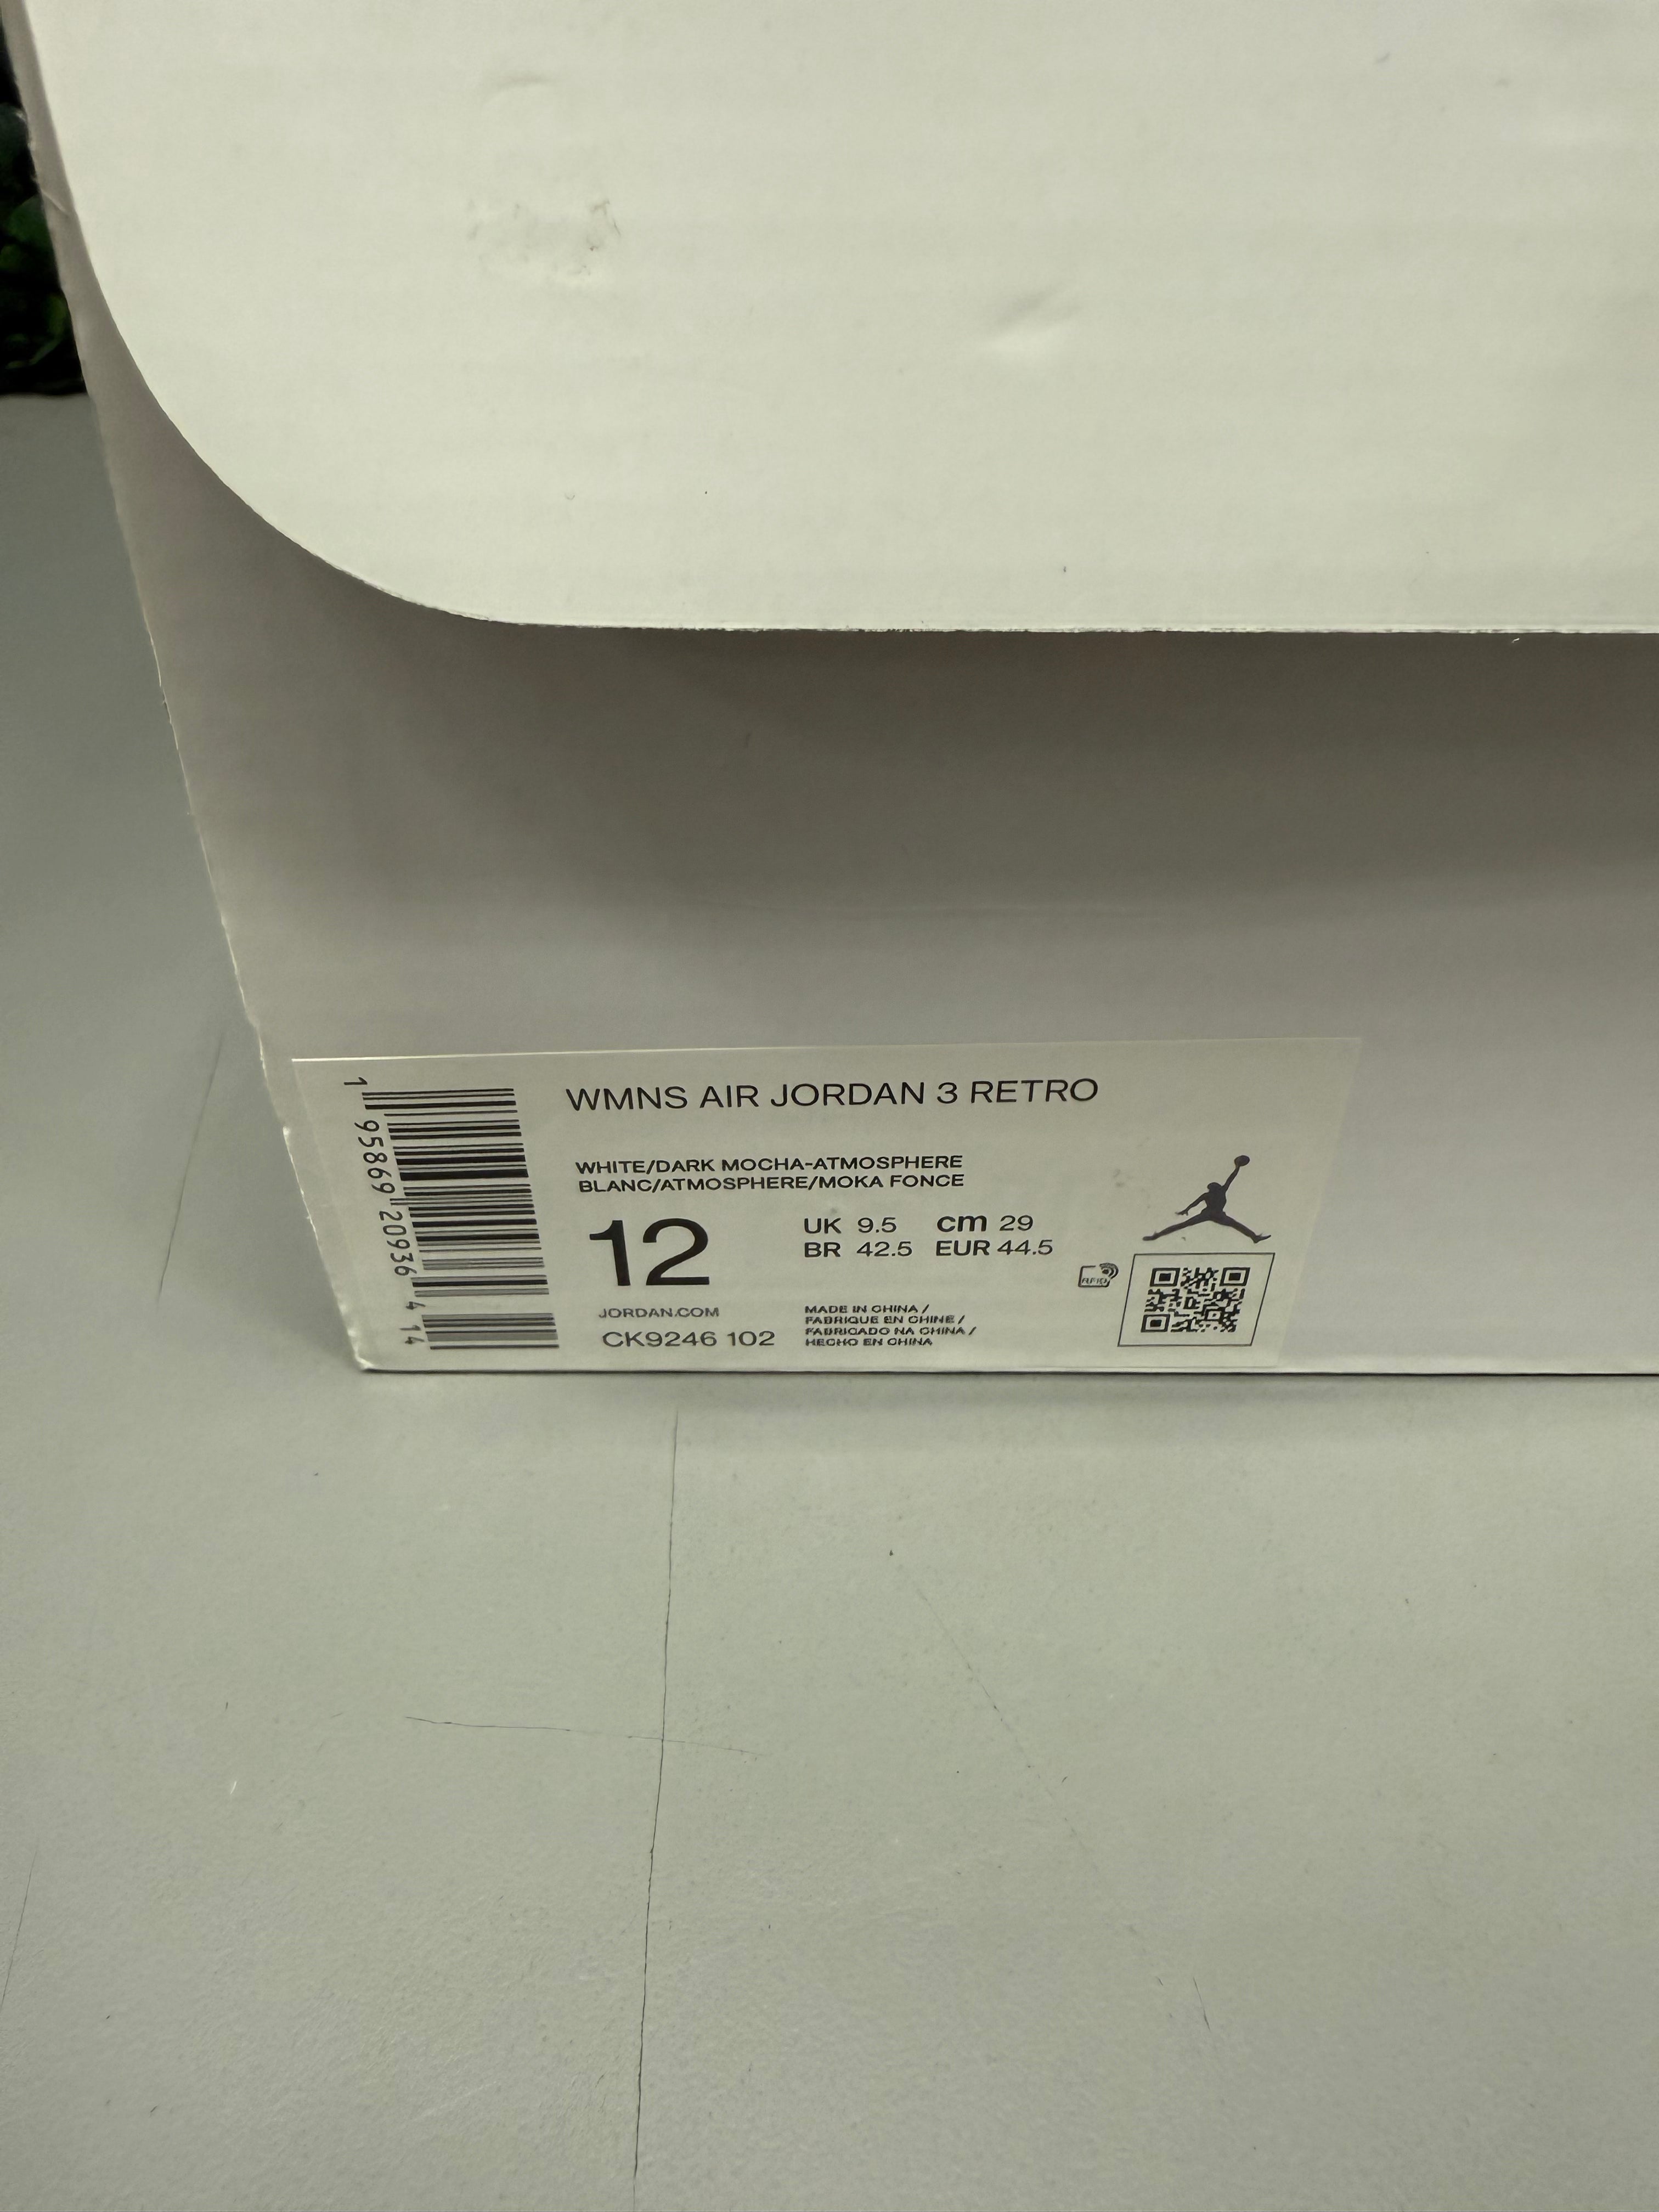 WMNS AIR JORDAN 3 RETRO
WHITE/DARK MOCHA-ATMOSPHERE
BLANC/ATMOSPHERE/MOKA FONCE
12
UK 9.5 cm 29
BR 42.5 EUR 44.5
JORDAN.COM
CK9246 102
MADE IN CHINA /
FABRIQUE EN CHINE /
FABRICADO NA CHINA /
HECHO EN CHINA
RFID
1 95869 20936 4 14